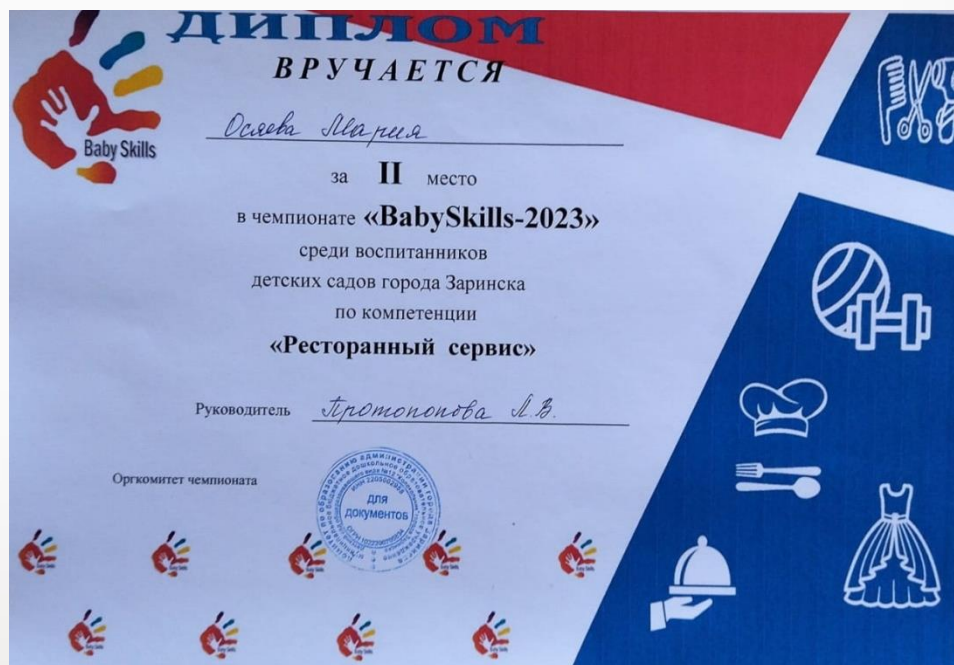 ДИПЛОМ
ВРУЧАЕТСЯ
Baby Skills
Осяева Мария
за II место
в чемпионате «BabySkills-2023»
среди воспитанников
детских садов города Заринска
по компетенции
«Ресторанный сервис»
Руководитель Протопопова Л.В.
Оргкомитет чемпионата
для
документов